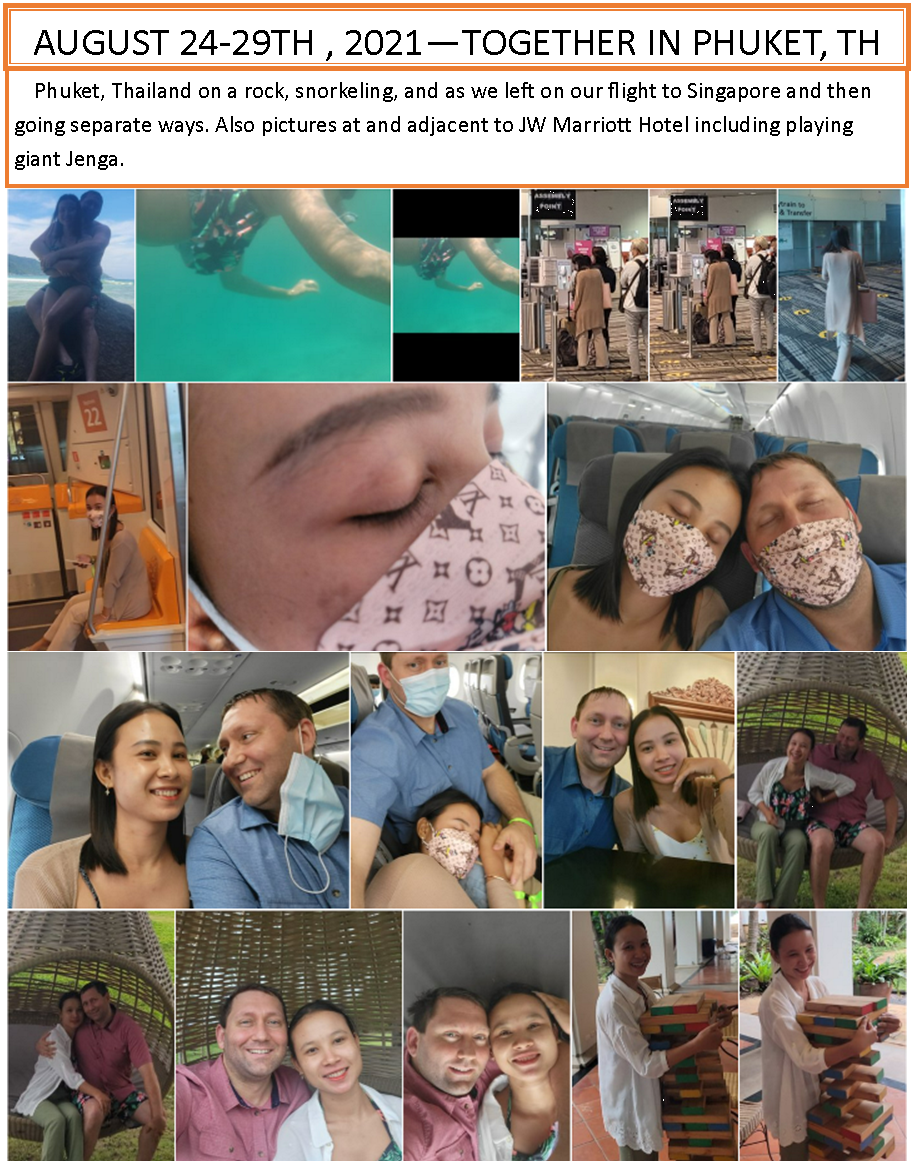 AUGUST 24-29TH , 2021—TOGETHER IN PHUKET, TH
Phuket, Thailand on a rock, snorkeling, and as we left on our flight to Singapore and then
going separate ways. Also pictures at and adjacent to JW Marriott Hotel including playing
giant Jenga.
ASSEMBLY
POINT
ASSEMBLY
POINT
train to
& Transfer
22